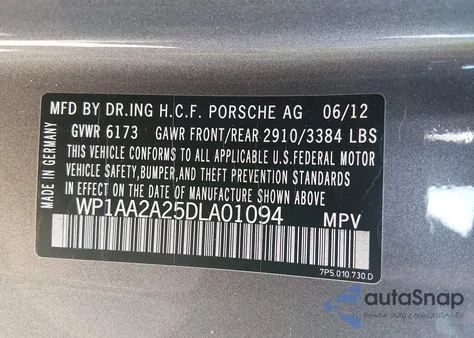 MFD BY DR.ING H.C.F. PORSCHE AG 06/12
GVWR 6173 GAWR FRONT/REAR 2910/3384 LBS
THIS VEHICLE CONFORMS TO ALL APPLICABLE U.S.FEDERAL MOTOR
VEHICLE SAFETY,BUMPER,AND THEFT PREVENTION STANDARDS
IN EFFECT ON THE DATE OF MANUFACTURE SHOWN ABOVE.
WP1AA2A25DLA01094 MPV
MADE IN GERMANY
7P5.010.730.D
autoSnap